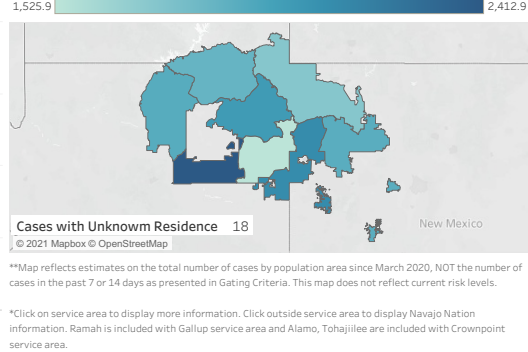 1,525.9 2,412.9
New Mexico
Cases with Unknowm Residence 18
© 2021 Mapbox © OpenStreetMap
**Map reflects estimates on the total number of cases by population area since March 2020, NOT the number of
cases in the past 7 or 14 days as presented in Gating Criteria. This map does not reflect current risk levels.
*Click on service area to display more information. Click outside service area to display Navajo Nation
information. Ramah is included with Gallup service area and Alamo, Tohajiilee are included with Crownpoint
service area.